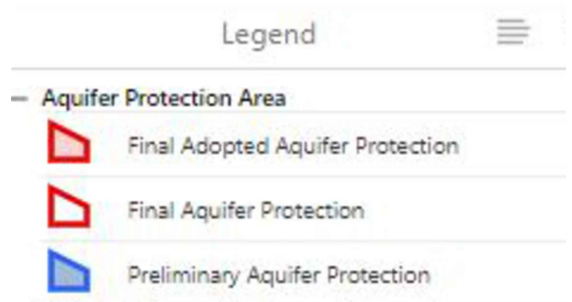 Legend
Aquifer Protection Area
Final Adopted Aquifer Protection
Final Aquifer Protection
Preliminary Aquifer Protection